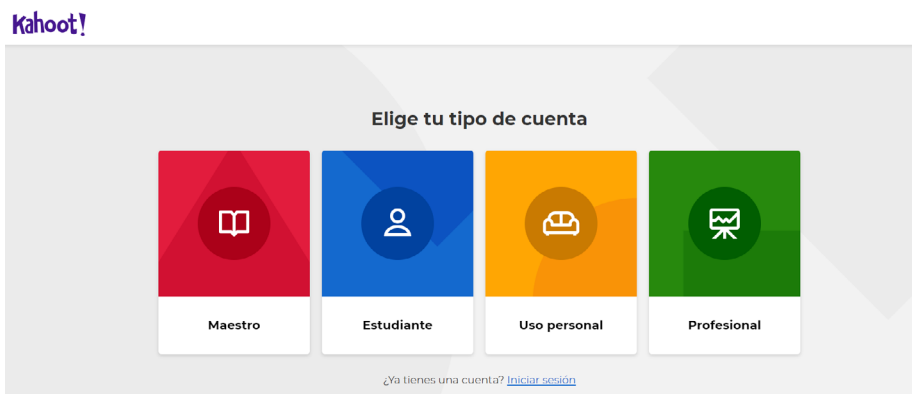 Kahoot!
Elige tu tipo de cuenta
Maestro
Estudiante
Uso personal
Profesional
¿Ya tienes una cuenta? Iniciar sesión